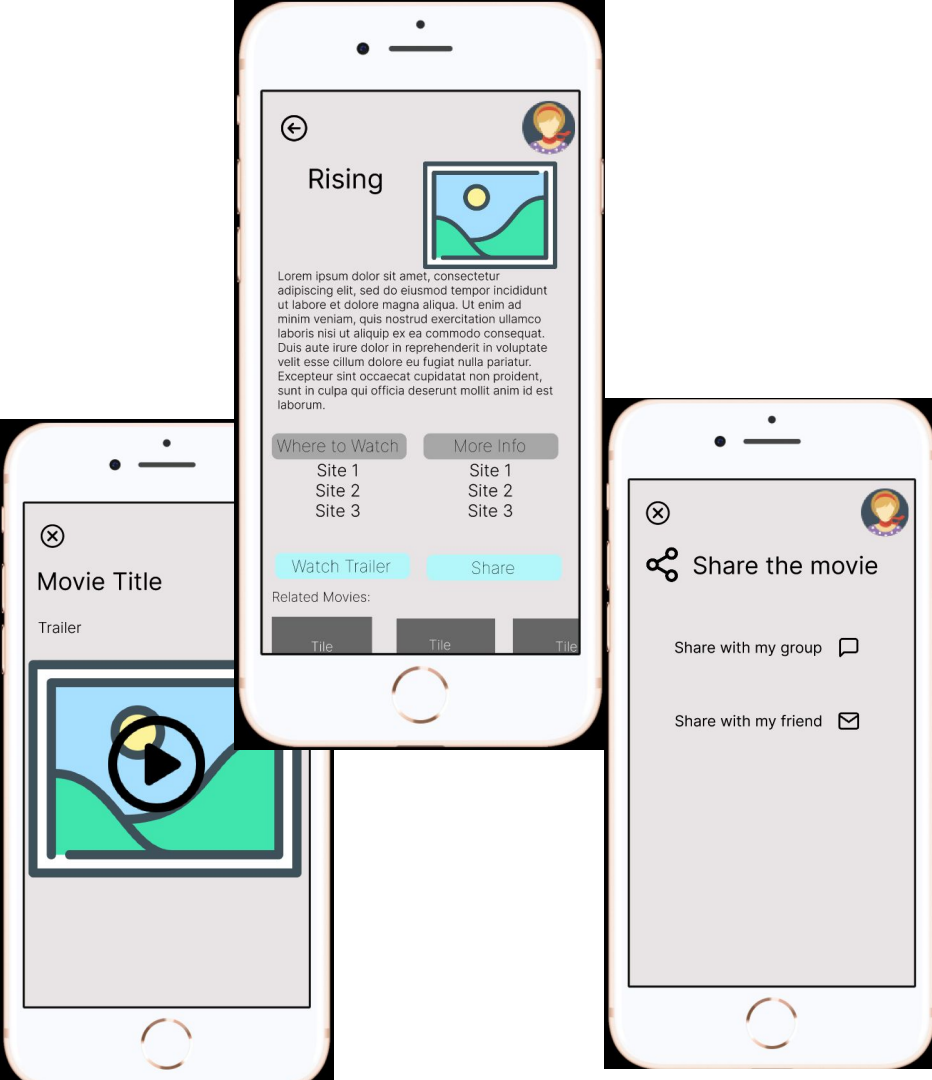 Rising
Lorem ipsum dolor sit amet, consectetur
adipiscing elit, sed do eiusmod tempor incididunt
ut labore et dolore magna aliqua. Ut enim ad
minim veniam, quis nostrud exercitation ullamco
laboris nisi ut aliquip ex ea commodo consequat.
Duis aute irure dolor in reprehenderit in voluptate
velit esse cillum dolore eu fugiat nulla pariatur.
Excepteur sint occaecat cupidatat non proident,
sunt in culpa qui officia deserunt mollit anim id est
laborum.
Where to Watch
Site 1
Site 2
Site 3
More Info
Site 1
Site 2
Site 3
Watch Trailer
Share
Related Movies:
Tile
Tile
Tile
Movie Title
Trailer
Share the movie
Share with my group
Share with my friend